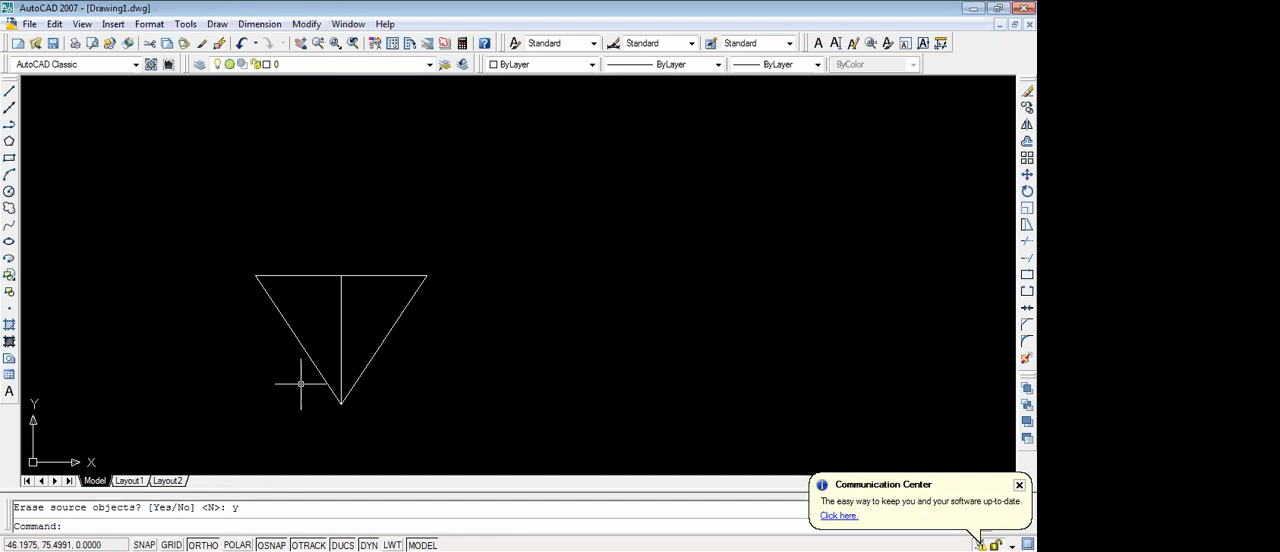 AutoCAD 2007 - [Drawing1.dwg]
File Edit View Insert Format Tools Draw Dimension Modify Window Help
Standard Standard Standard
AutoCAD Classic 0 ByLayer ByLayer ByLayer ByColor
Y
X
Model Layout1 Layout2
Communication Center
The easy way to keep you and your software up-to-date.
Click here.
Erase source objects? [Yes/No] <N>: y
Command:
-46.1975, 75.4991, 0.0000 SNAP GRID ORTHO POLAR OSNAP OTRACK DUCS DYN LWT MODEL